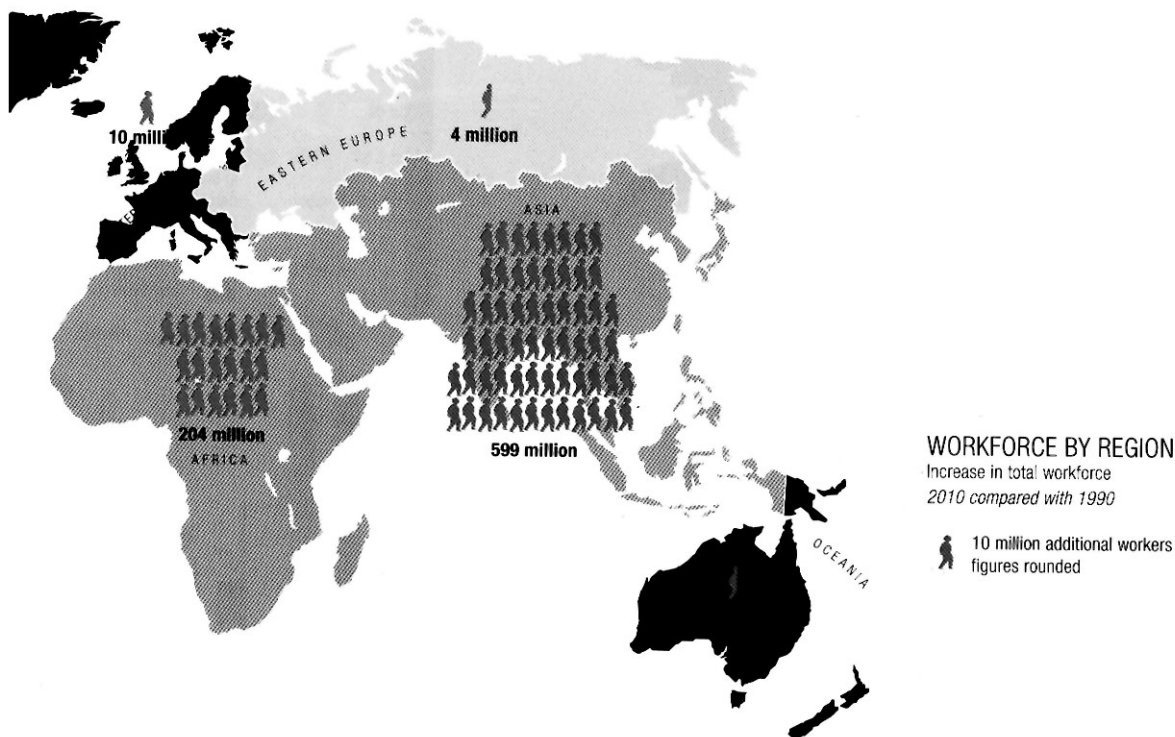 10 milli
4 million
EASTERN EUROPE
ASIA
204 million
AFRICA
599 million
OCEANIA
WORKFORCE BY REGION
Increase in total workforce
2010 compared with 1990
10 million additional workers
figures rounded